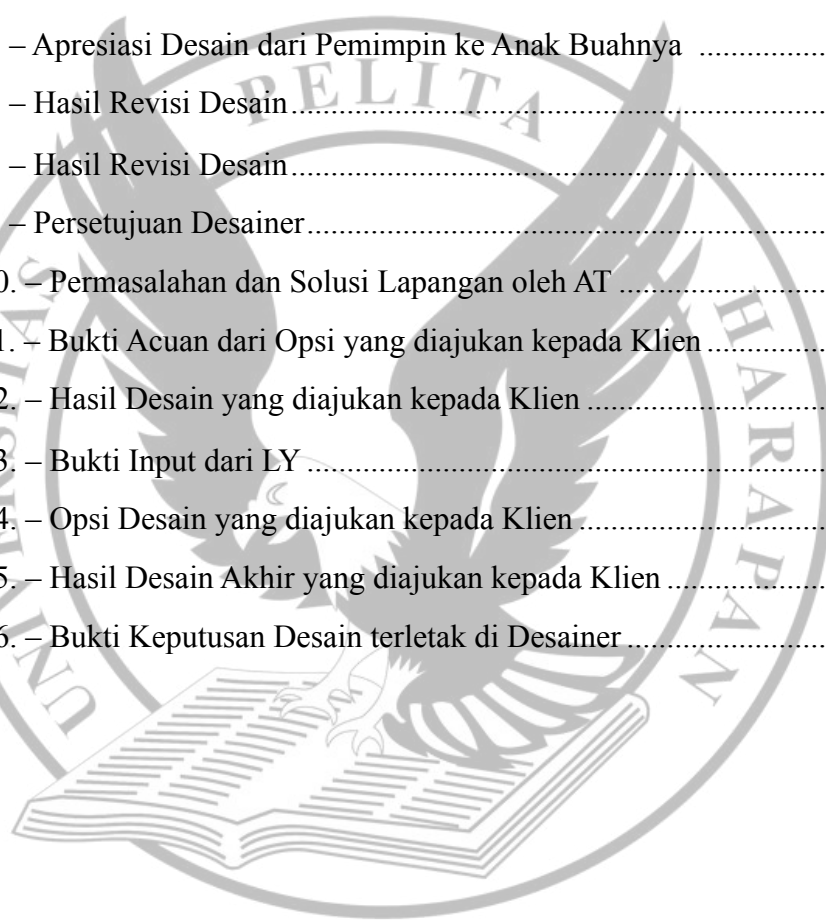 – Apresiasi Desain dari Pemimpin ke Anak Buahnya ................
– Hasil Revisi Desain ................
– Hasil Revisi Desain ................
– Persetujuan Desainer ................
0. – Permasalahan dan Solusi Lapangan oleh AT ................
1. – Bukti Acuan dari Opsi yang diajukan kepada Klien ................
2. – Hasil Desain yang diajukan kepada Klien ................
3. – Bukti Input dari LY ................
4. – Opsi Desain yang diajukan kepada Klien ................
5. – Hasil Desain Akhir yang diajukan kepada Klien ................
6. – Bukti Keputusan Desain terletak di Desainer ................
UNIVERSITAS PELITA HARAPAN